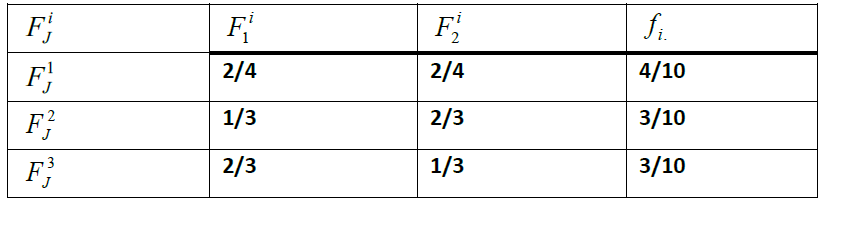 F_J^i F_1^i F_2^i f_i.
F_J^1 2/4 2/4 4/10
F_J^2 1/3 2/3 3/10
F_J^3 2/3 1/3 3/10